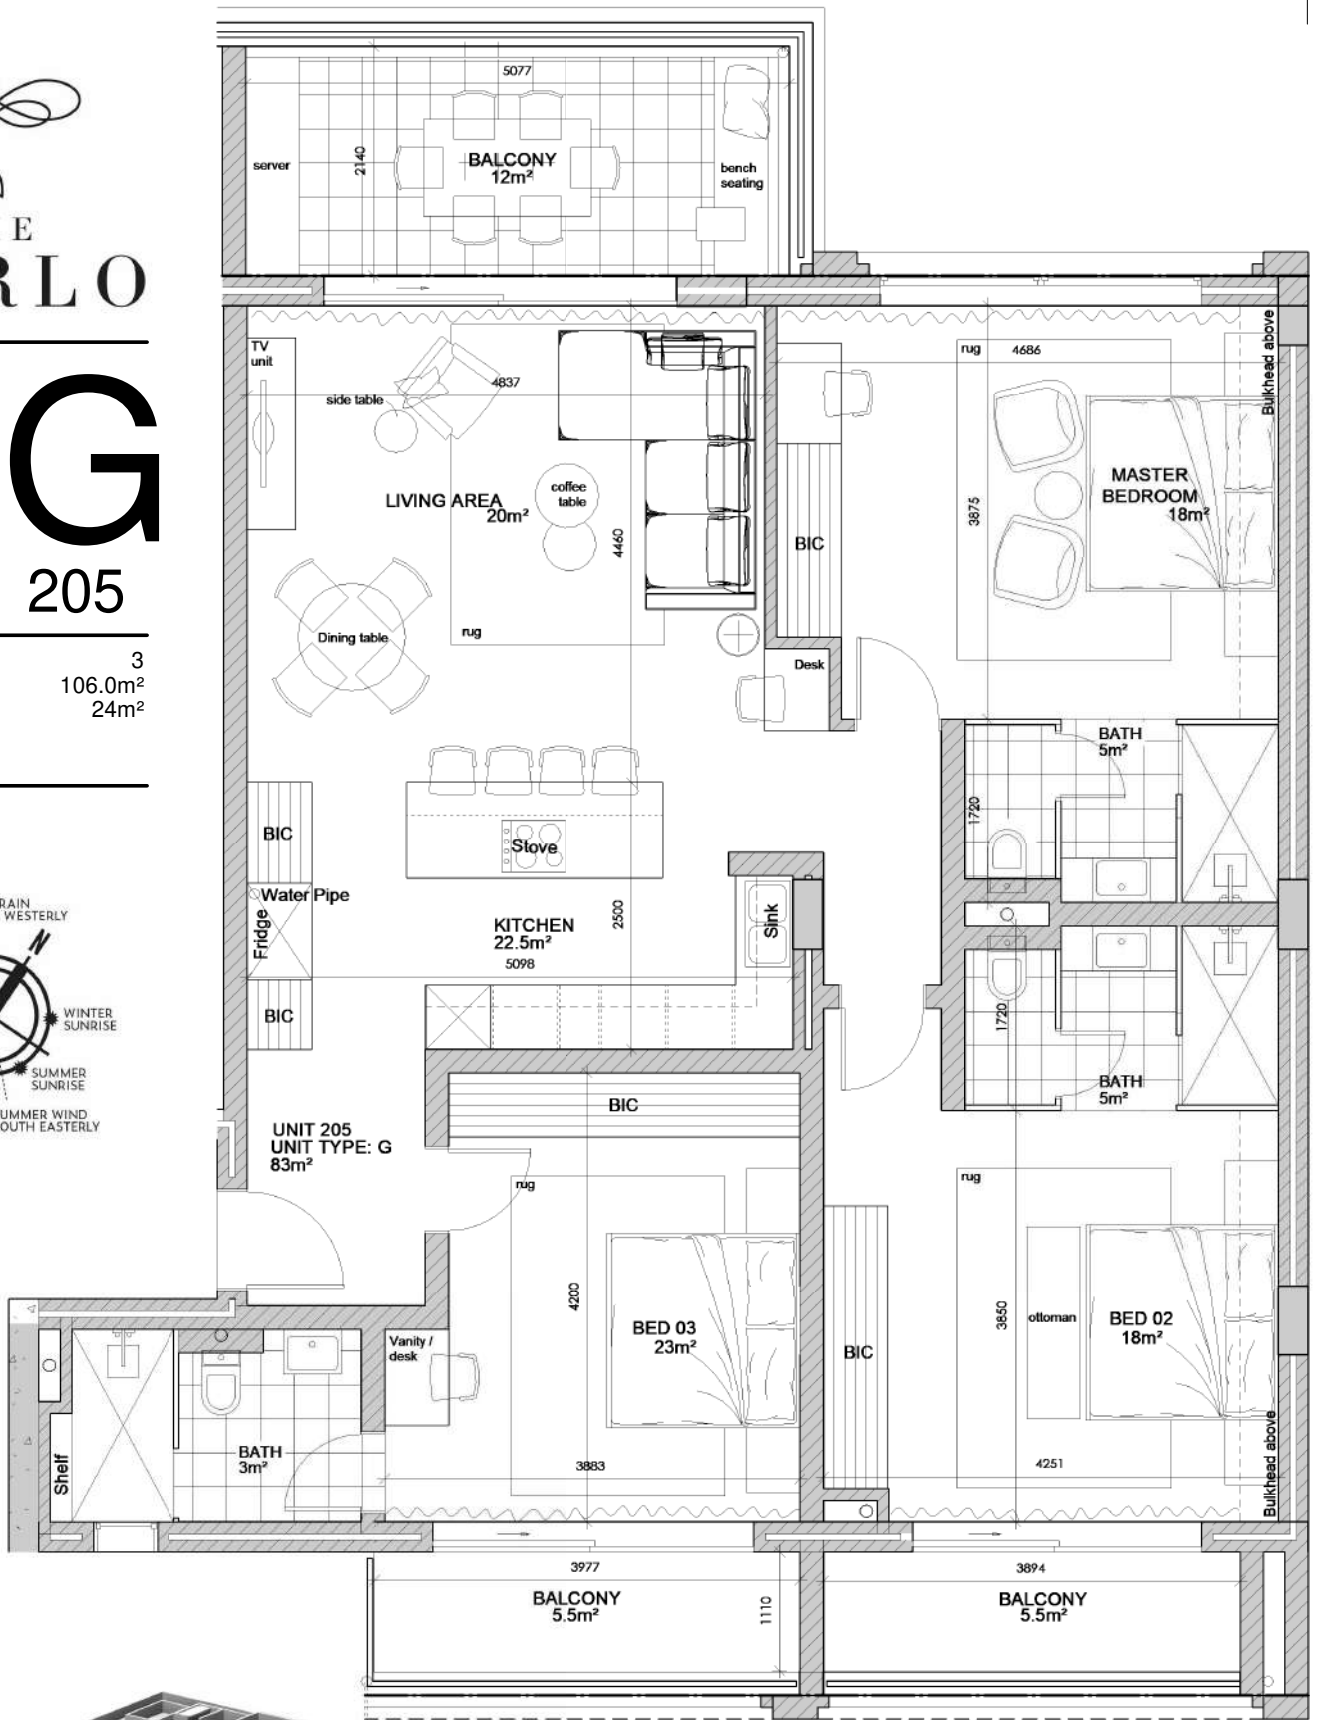 5077
server
2140
BALCONY
12m²
bench
seating
E
RLO
G
205
3
106.0m²
24m²
TV
unit
side table
4837
LIVING AREA
20m²
coffee
table
4460
Dining table
rug
Desk
rug
4686
Bulkhead above
MASTER
BEDROOM
18m²
3875
BIC
BATH
5m²
1720
BIC
Stove
Water Pipe
Fridge
KITCHEN
22.5m²
2500
Sink
5098
BIC
RAIN
WESTERLY
N
WINTER
SUNRISE
SUMMER
SUNRISE
UMMER WIND
OUTH EASTERLY
1720
BATH
5m²
BIC
UNIT 205
UNIT TYPE: G
83m²
rug
4200
BED 03
23m²
rug
3850
ottoman
BED 02
18m²
BIC
Vanity /
desk
Shelf
BATH
3m²
3883
4251
Bulkhead above
3977
BALCONY
5.5m²
1110
3894
BALCONY
5.5m²